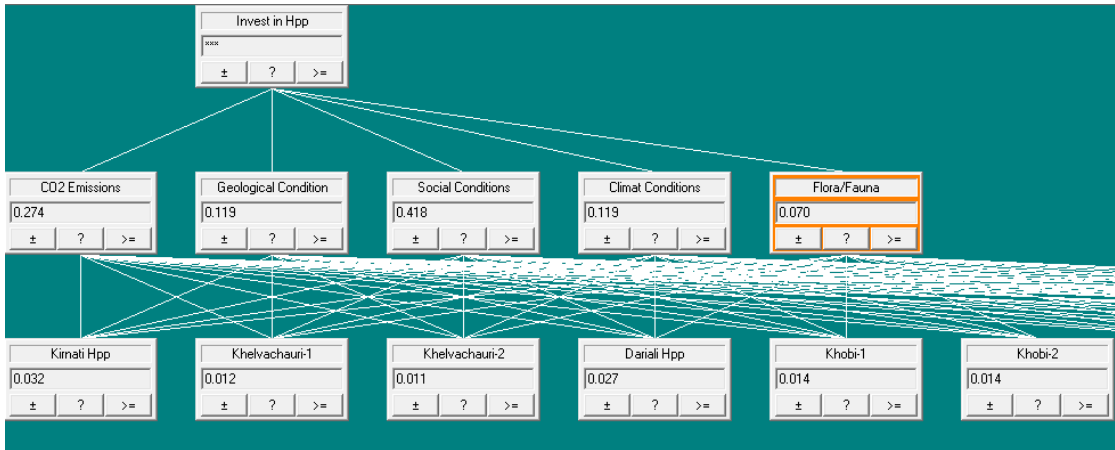 Invest in Hpp
***
± ? >=
CO2 Emissions Geological Condition Social Conditions Climat Conditions Flora/Fauna
0.274 0.119 0.418 0.119 0.070
± ? >= ± ? >= ± ? >= ± ? >= ± ? >=
Kirnati Hpp Khelvachauri-1 Khelvachauri-2 Dariali Hpp Khobi-1 Khobi-2
0.032 0.012 0.011 0.027 0.014 0.014
± ? >= ± ? >= ± ? >= ± ? >= ± ? >= ± ? >=